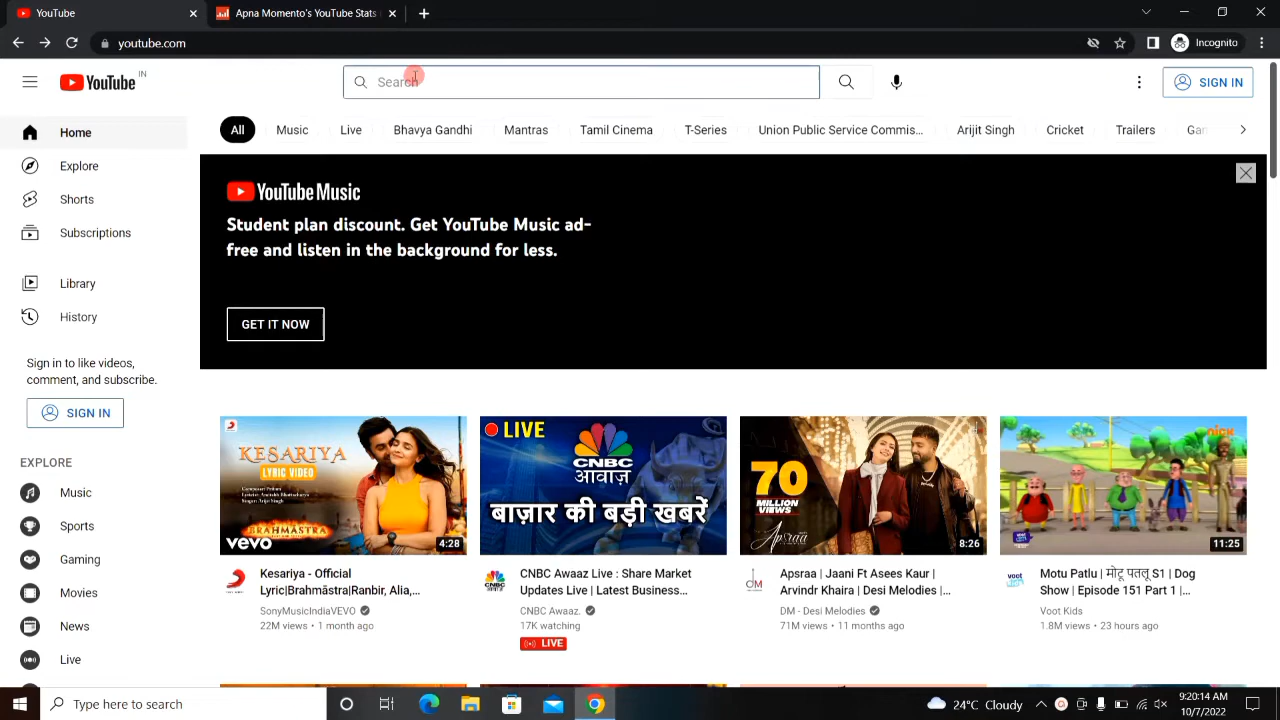 YouTube
Apna Momento's YouTube Stats
youtube.com
Incognito
YouTube IN
Search
SIGN IN
All
Music
Live
Bhavya Gandhi
Mantras
Tamil Cinema
T-Series
Union Public Service Commis...
Arijit Singh
Cricket
Trailers
Home
Explore
Shorts
Subscriptions
Library
History
Sign in to like videos,
comment, and subscribe.
SIGN IN
EXPLORE
Music
Sports
Gaming
Movies
News
Live
YouTube Music
Student plan discount. Get YouTube Music ad-
free and listen in the background for less.
GET IT NOW
KESARIYA
LYRIC VIDEO
BRAHMĀSTRA
vevo
4:28
Kesariya - Official
Lyric|Brahmāstra|Ranbir, Alia,...
SonyMusicIndiaVEVO
22M views • 1 month ago
LIVE
CNBC
आवाज़
बाज़ार की बड़ी खबरें
CNBC Awaaz Live : Share Market
Updates Live | Latest Business...
CNBC Awaaz.
17K watching
LIVE
70
MILLION
VIEWS
Apsraa
8:26
Apsraa | Jaani Ft Asees Kaur |
Arvindr Khaira | Desi Melodies |...
DM - Desi Melodies
71M views • 11 months ago
nick
voot
11:25
voot
Motu Patlu | मोटू पतलू S1 | Dog
Show | Episode 151 Part 1 |...
Voot Kids
1.8M views • 23 hours ago
Type here to search
24°C Cloudy
9:20:14 AM
10/7/2022